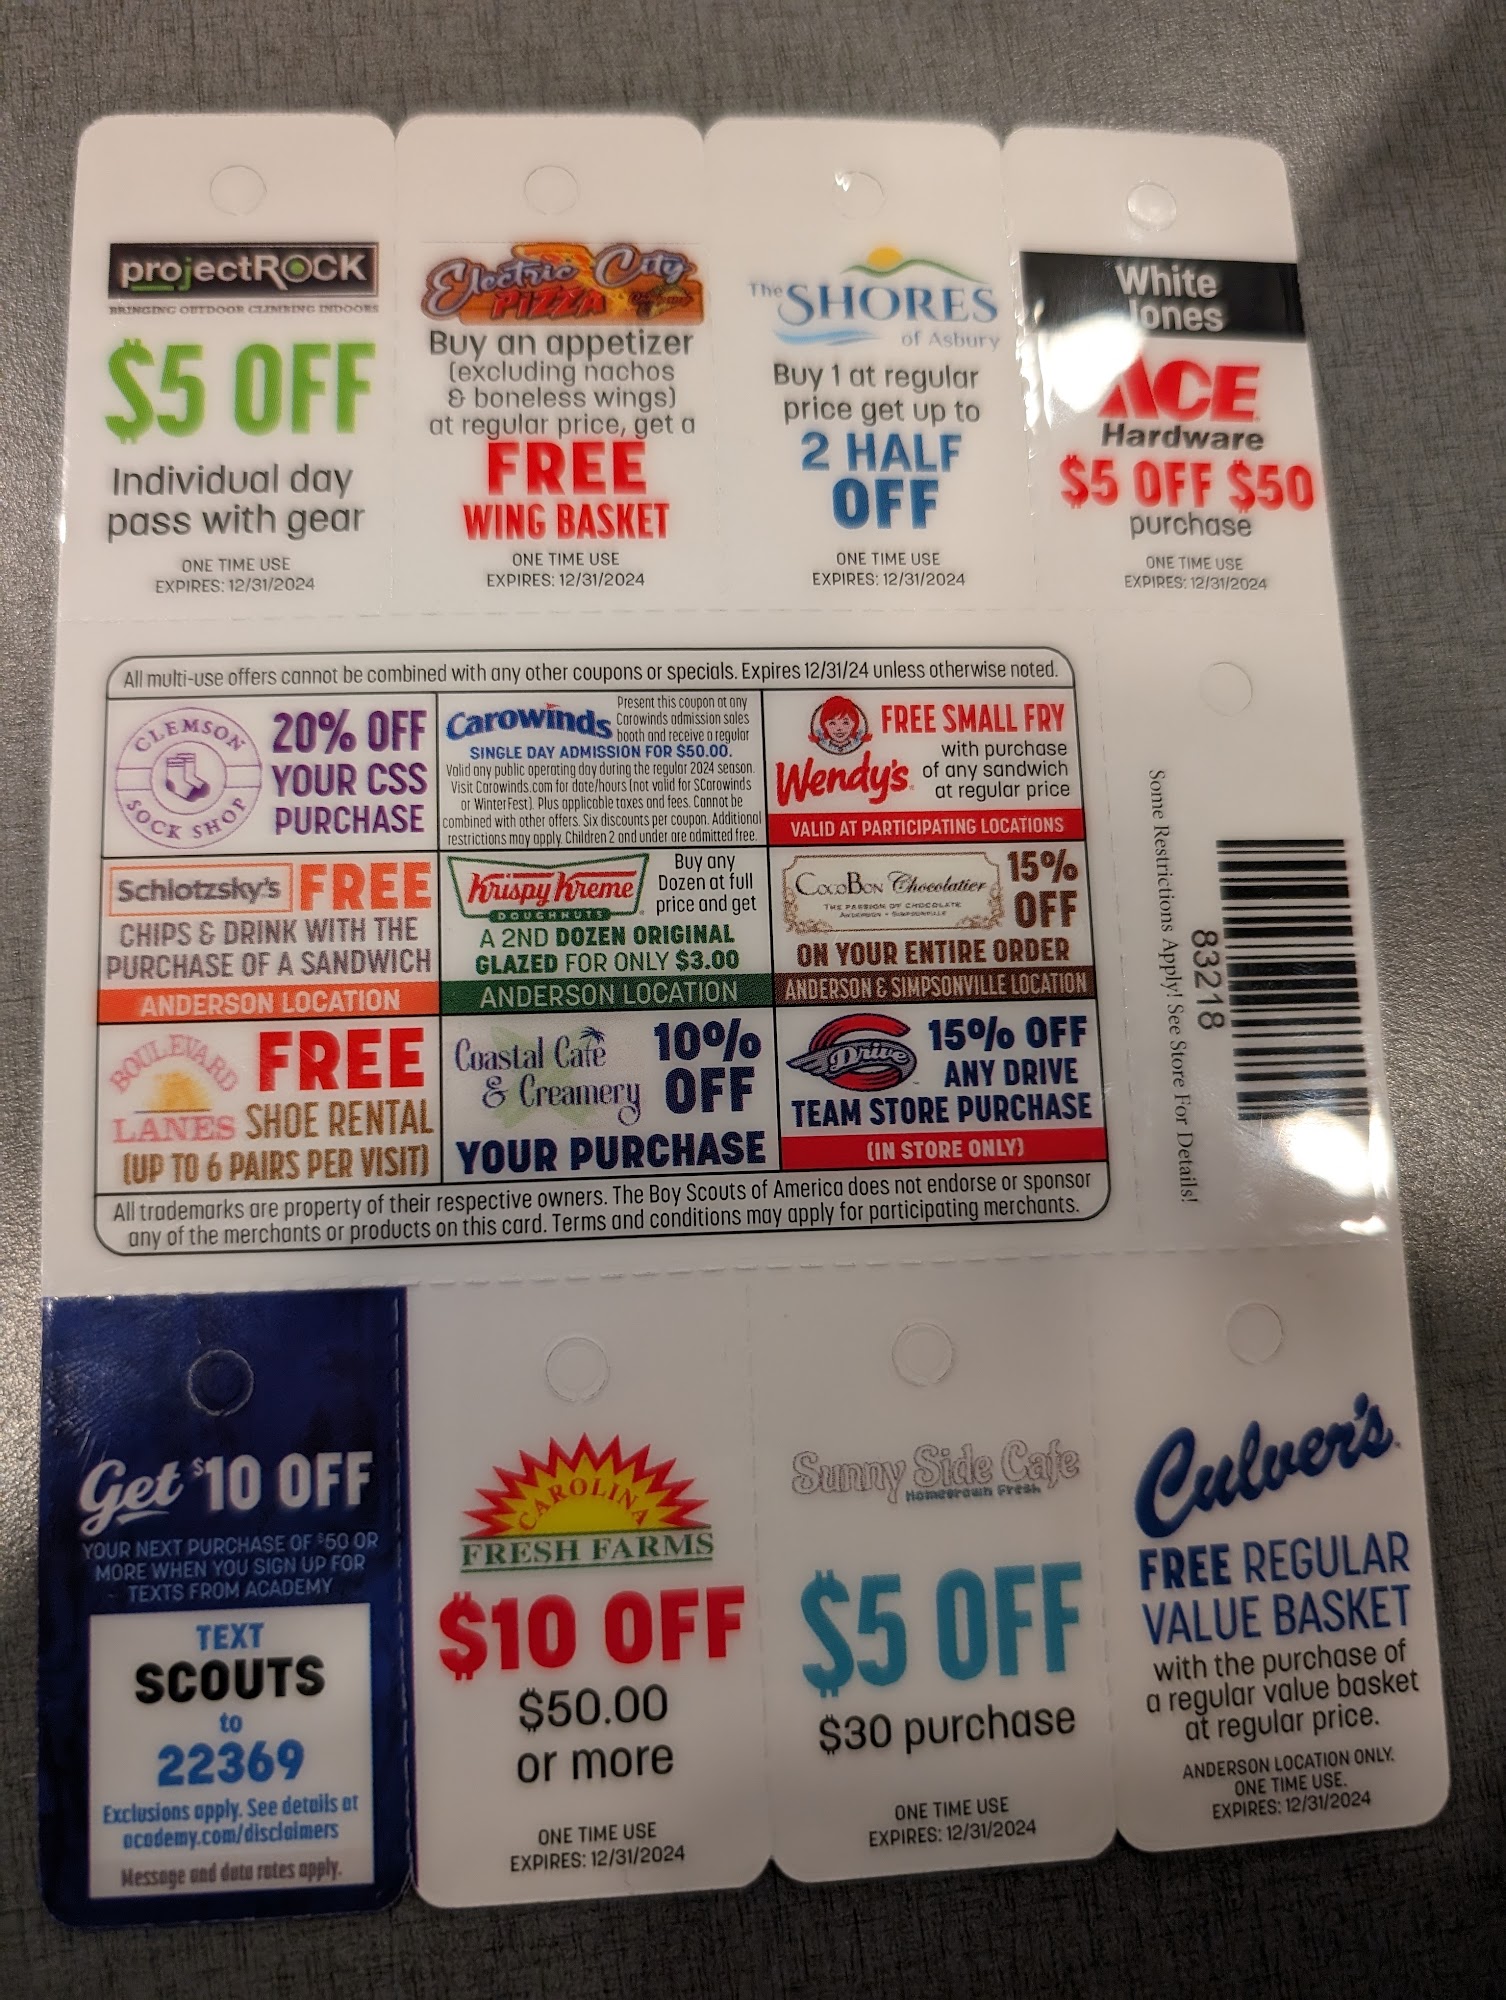 projectROCK
BRINGING OUTDOOR CLIMBING INDOORS
$5 OFF
Individual day
pass with gear
ONE TIME USE
EXPIRES: 12/31/2024
Electric City
PIZZA
Buy an appetizer
(excluding nachos
& boneless wings)
at regular price, get a
FREE
WING BASKET
ONE TIME USE
EXPIRES: 12/31/2024
The SHORES
of Asbury
Buy 1 at regular
price get up to
2 HALF
OFF
ONE TIME USE
EXPIRES: 12/31/2024
White
Jones
ACE
Hardware
$5 OFF $50
purchase
ONE TIME USE
EXPIRES: 12/31/2024
All multi-use offers cannot be combined with any other coupons or specials. Expires 12/31/24 unless otherwise noted.
CLEMSON
SOCK SHOP
20% OFF
YOUR CSS
PURCHASE
Carowinds
Present this coupon at any
Carowinds admission sales
booth and receive a regular
SINGLE DAY ADMISSION FOR $50.00.
Valid any public operating day during the regular 2024 season.
Visit Carowinds.com for date/hours (not valid for SCarowinds
or WinterFest). Plus applicable taxes and fees. Cannot be
combined with other offers. Six discounts per coupon. Additional
restrictions may apply. Children 2 and under are admitted free.
Wendy's
FREE SMALL FRY
with purchase
of any sandwich
at regular price
VALID AT PARTICIPATING LOCATIONS
Schlotzsky's FREE
CHIPS & DRINK WITH THE
PURCHASE OF A SANDWICH
ANDERSON LOCATION
Krispy Kreme
DOUGHNUTS
Buy any
Dozen at full
price and get
A 2ND DOZEN ORIGINAL
GLAZED FOR ONLY $3.00
ANDERSON LOCATION
CocoBon Chocolatier
THE PASSION OF CHOCOLATE
ANDERSON • SIMPSONVILLE
15%
OFF
ON YOUR ENTIRE ORDER
ANDERSON & SIMPSONVILLE LOCATION
BOULEVARD
LANES
FREE
SHOE RENTAL
(UP TO 6 PAIRS PER VISIT)
Coastal Cafe
& Creamery
10%
OFF
YOUR PURCHASE
Drive
15% OFF
ANY DRIVE
TEAM STORE PURCHASE
(IN STORE ONLY)
All trademarks are property of their respective owners. The Boy Scouts of America does not endorse or sponsor
any of the merchants or products on this card. Terms and conditions may apply for participating merchants.
Some Restrictions Apply! See Store For Details!
83218
Get $10 OFF
YOUR NEXT PURCHASE OF $50 OR
MORE WHEN YOU SIGN UP FOR
TEXTS FROM ACADEMY
TEXT
SCOUTS
to
22369
Exclusions apply. See details at
academy.com/disclaimers
Message and data rates apply.
CAROLINA
FRESH FARMS
$10 OFF
$50.00
or more
ONE TIME USE
EXPIRES: 12/31/2024
Sunny Side Cafe
Homegrown Fresh
$5 OFF
$30 purchase
ONE TIME USE
EXPIRES: 12/31/2024
Culver's
FREE REGULAR
VALUE BASKET
with the purchase of
a regular value basket
at regular price.
ANDERSON LOCATION ONLY.
ONE TIME USE.
EXPIRES: 12/31/2024